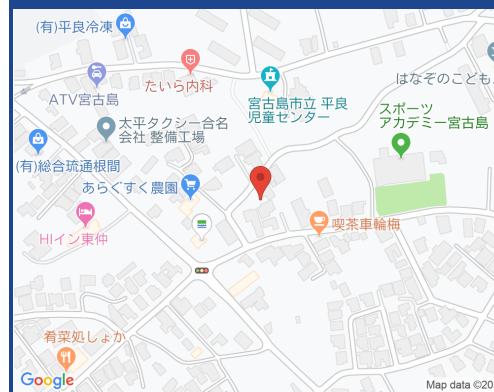 (有)平良冷凍
たいら内科
はなぞのこども
ATV宮古島
宮古島市立 平良
児童センター
スポーツ
アカデミー宮古島
太平タクシー合名
会社 整備工場
(有)総合琉通根間
あらぐすく農園
喫茶車輪梅
HIイン東仲
肴菜処しょか
Google
Map data ©20